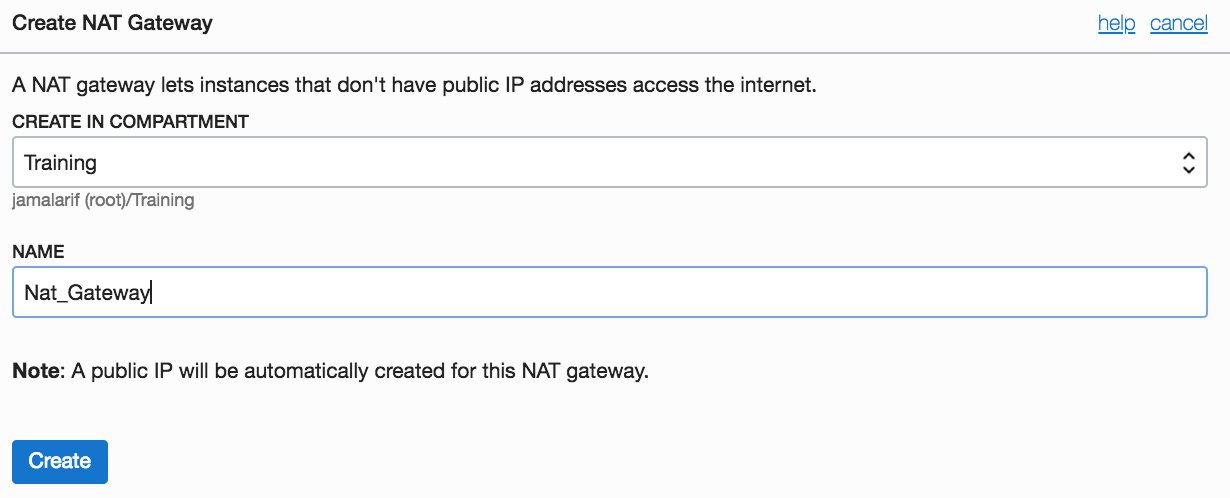 Create NAT Gateway help cancel
A NAT gateway lets instances that don't have public IP addresses access the internet.
CREATE IN COMPARTMENT
Training
jamalarif (root)/Training
NAME
Nat_Gateway
Note: A public IP will be automatically created for this NAT gateway.
Create